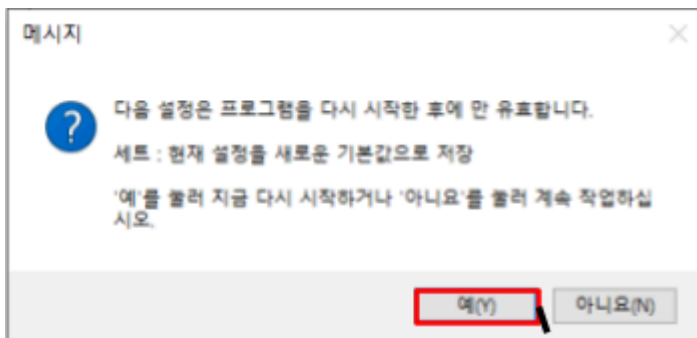 메시지
다음 설정은 프로그램을 다시 시작한 후에 만 유효합니다.
세트 : 현재 설정을 새로운 기본값으로 저장
'예'를 눌러 지금 다시 시작하거나 '아니요'를 눌러 계속 작업하십
시오.
예(Y)
아니요(N)